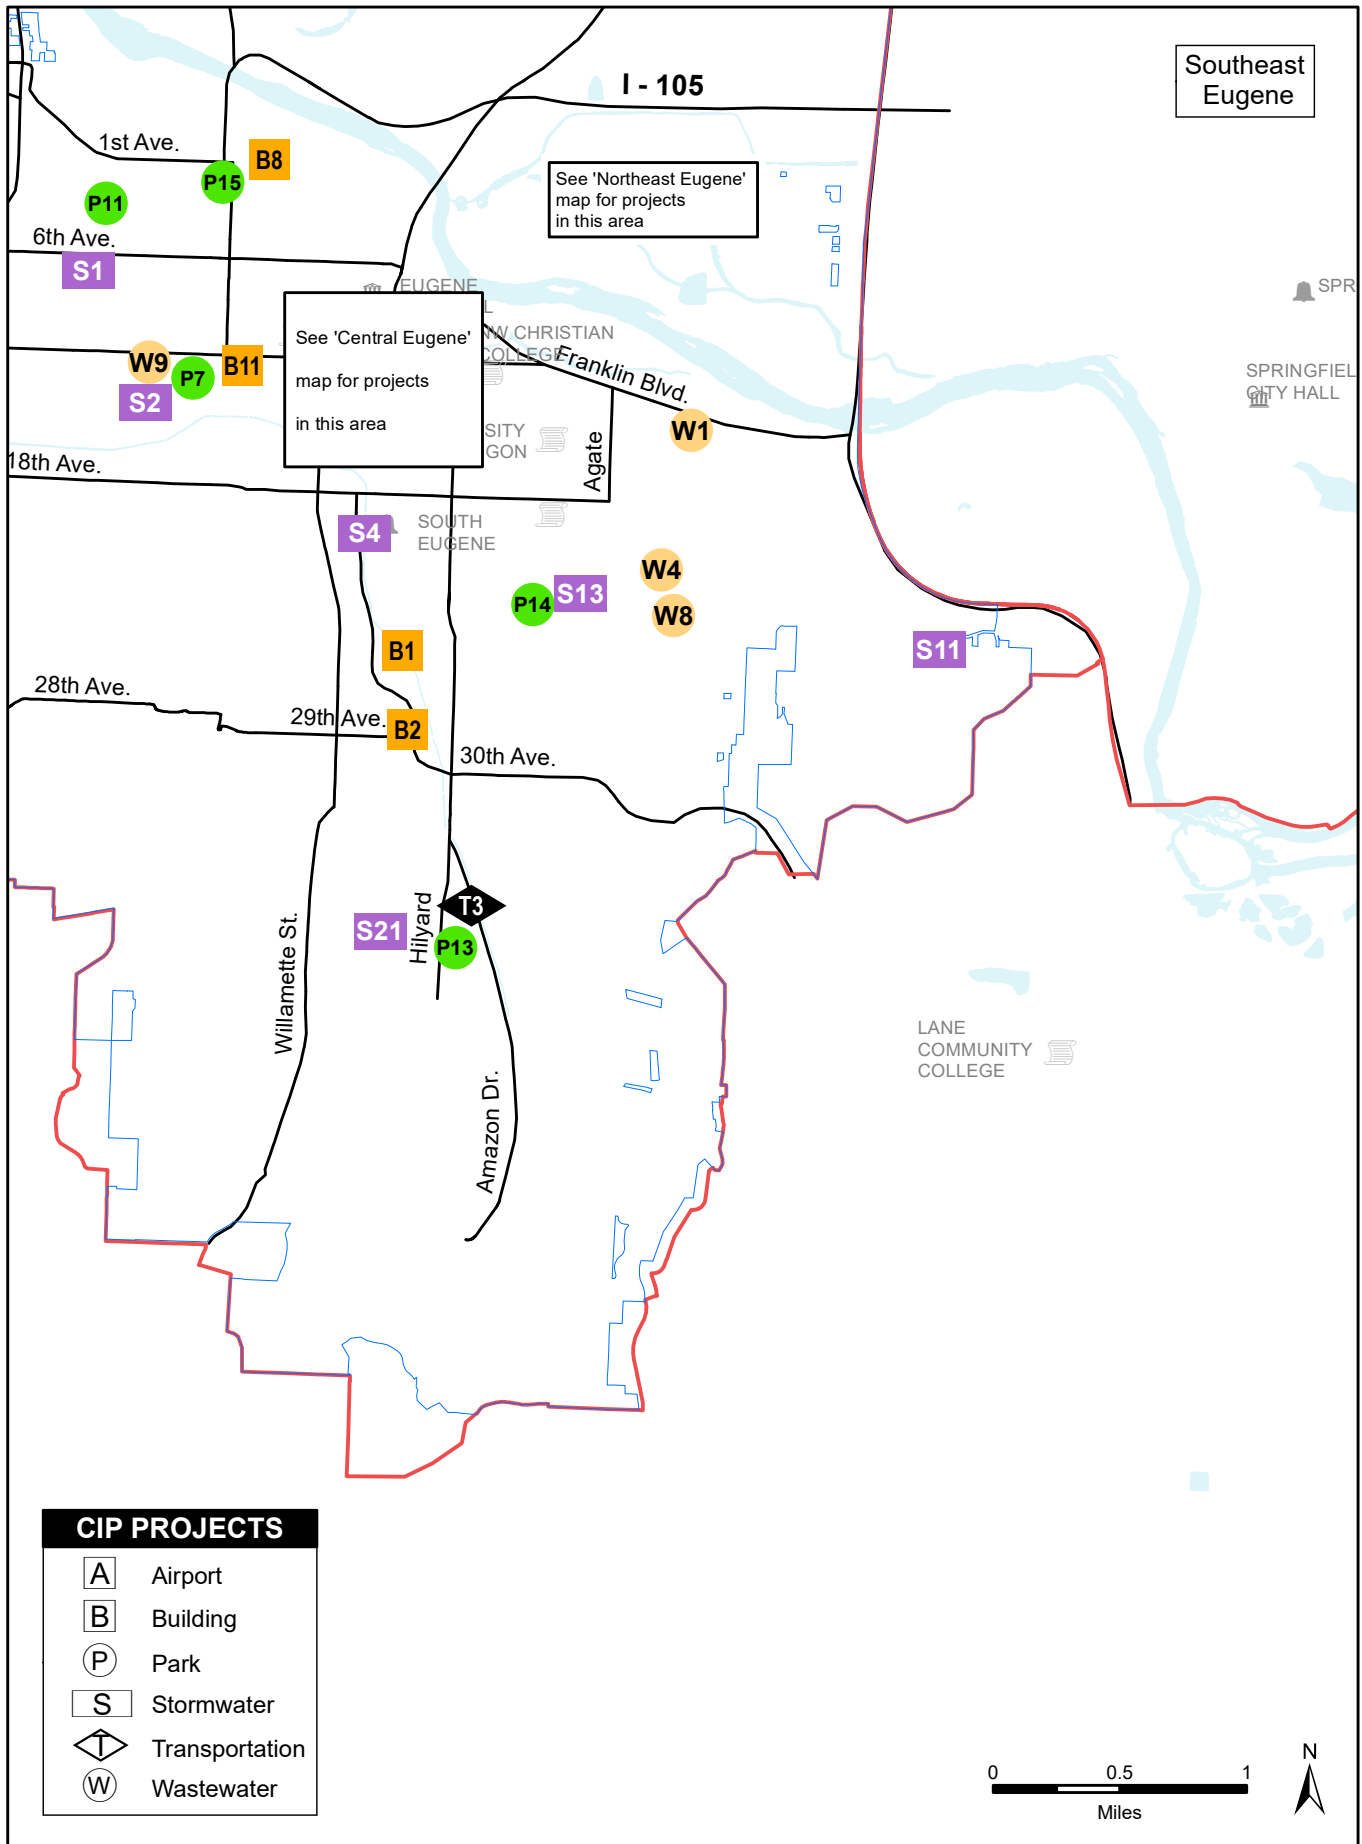 Southeast
Eugene
I - 105
1st Ave.
B8
P15
P11
See 'Northeast Eugene'
map for projects
in this area
6th Ave.
S1
EUGENE
L
SPR
See 'Central Eugene'
map for projects
in this area
NW CHRISTIAN
COLLEGE
Franklin Blvd.
W9
P7
B11
S2
SPRINGFIEL
CITY HALL
W1
SITY
GON
Agate
18th Ave.
S4
SOUTH
EUGENE
W4
P14
S13
W8
B1
S11
28th Ave.
29th Ave.
B2
30th Ave.
Hilyard
T3
S21
P13
Willamette St.
LANE
COMMUNITY
COLLEGE
Amazon Dr.
CIP PROJECTS
A Airport
B Building
P Park
S Stormwater
T Transportation
W Wastewater
N
0 0.5 1
Miles